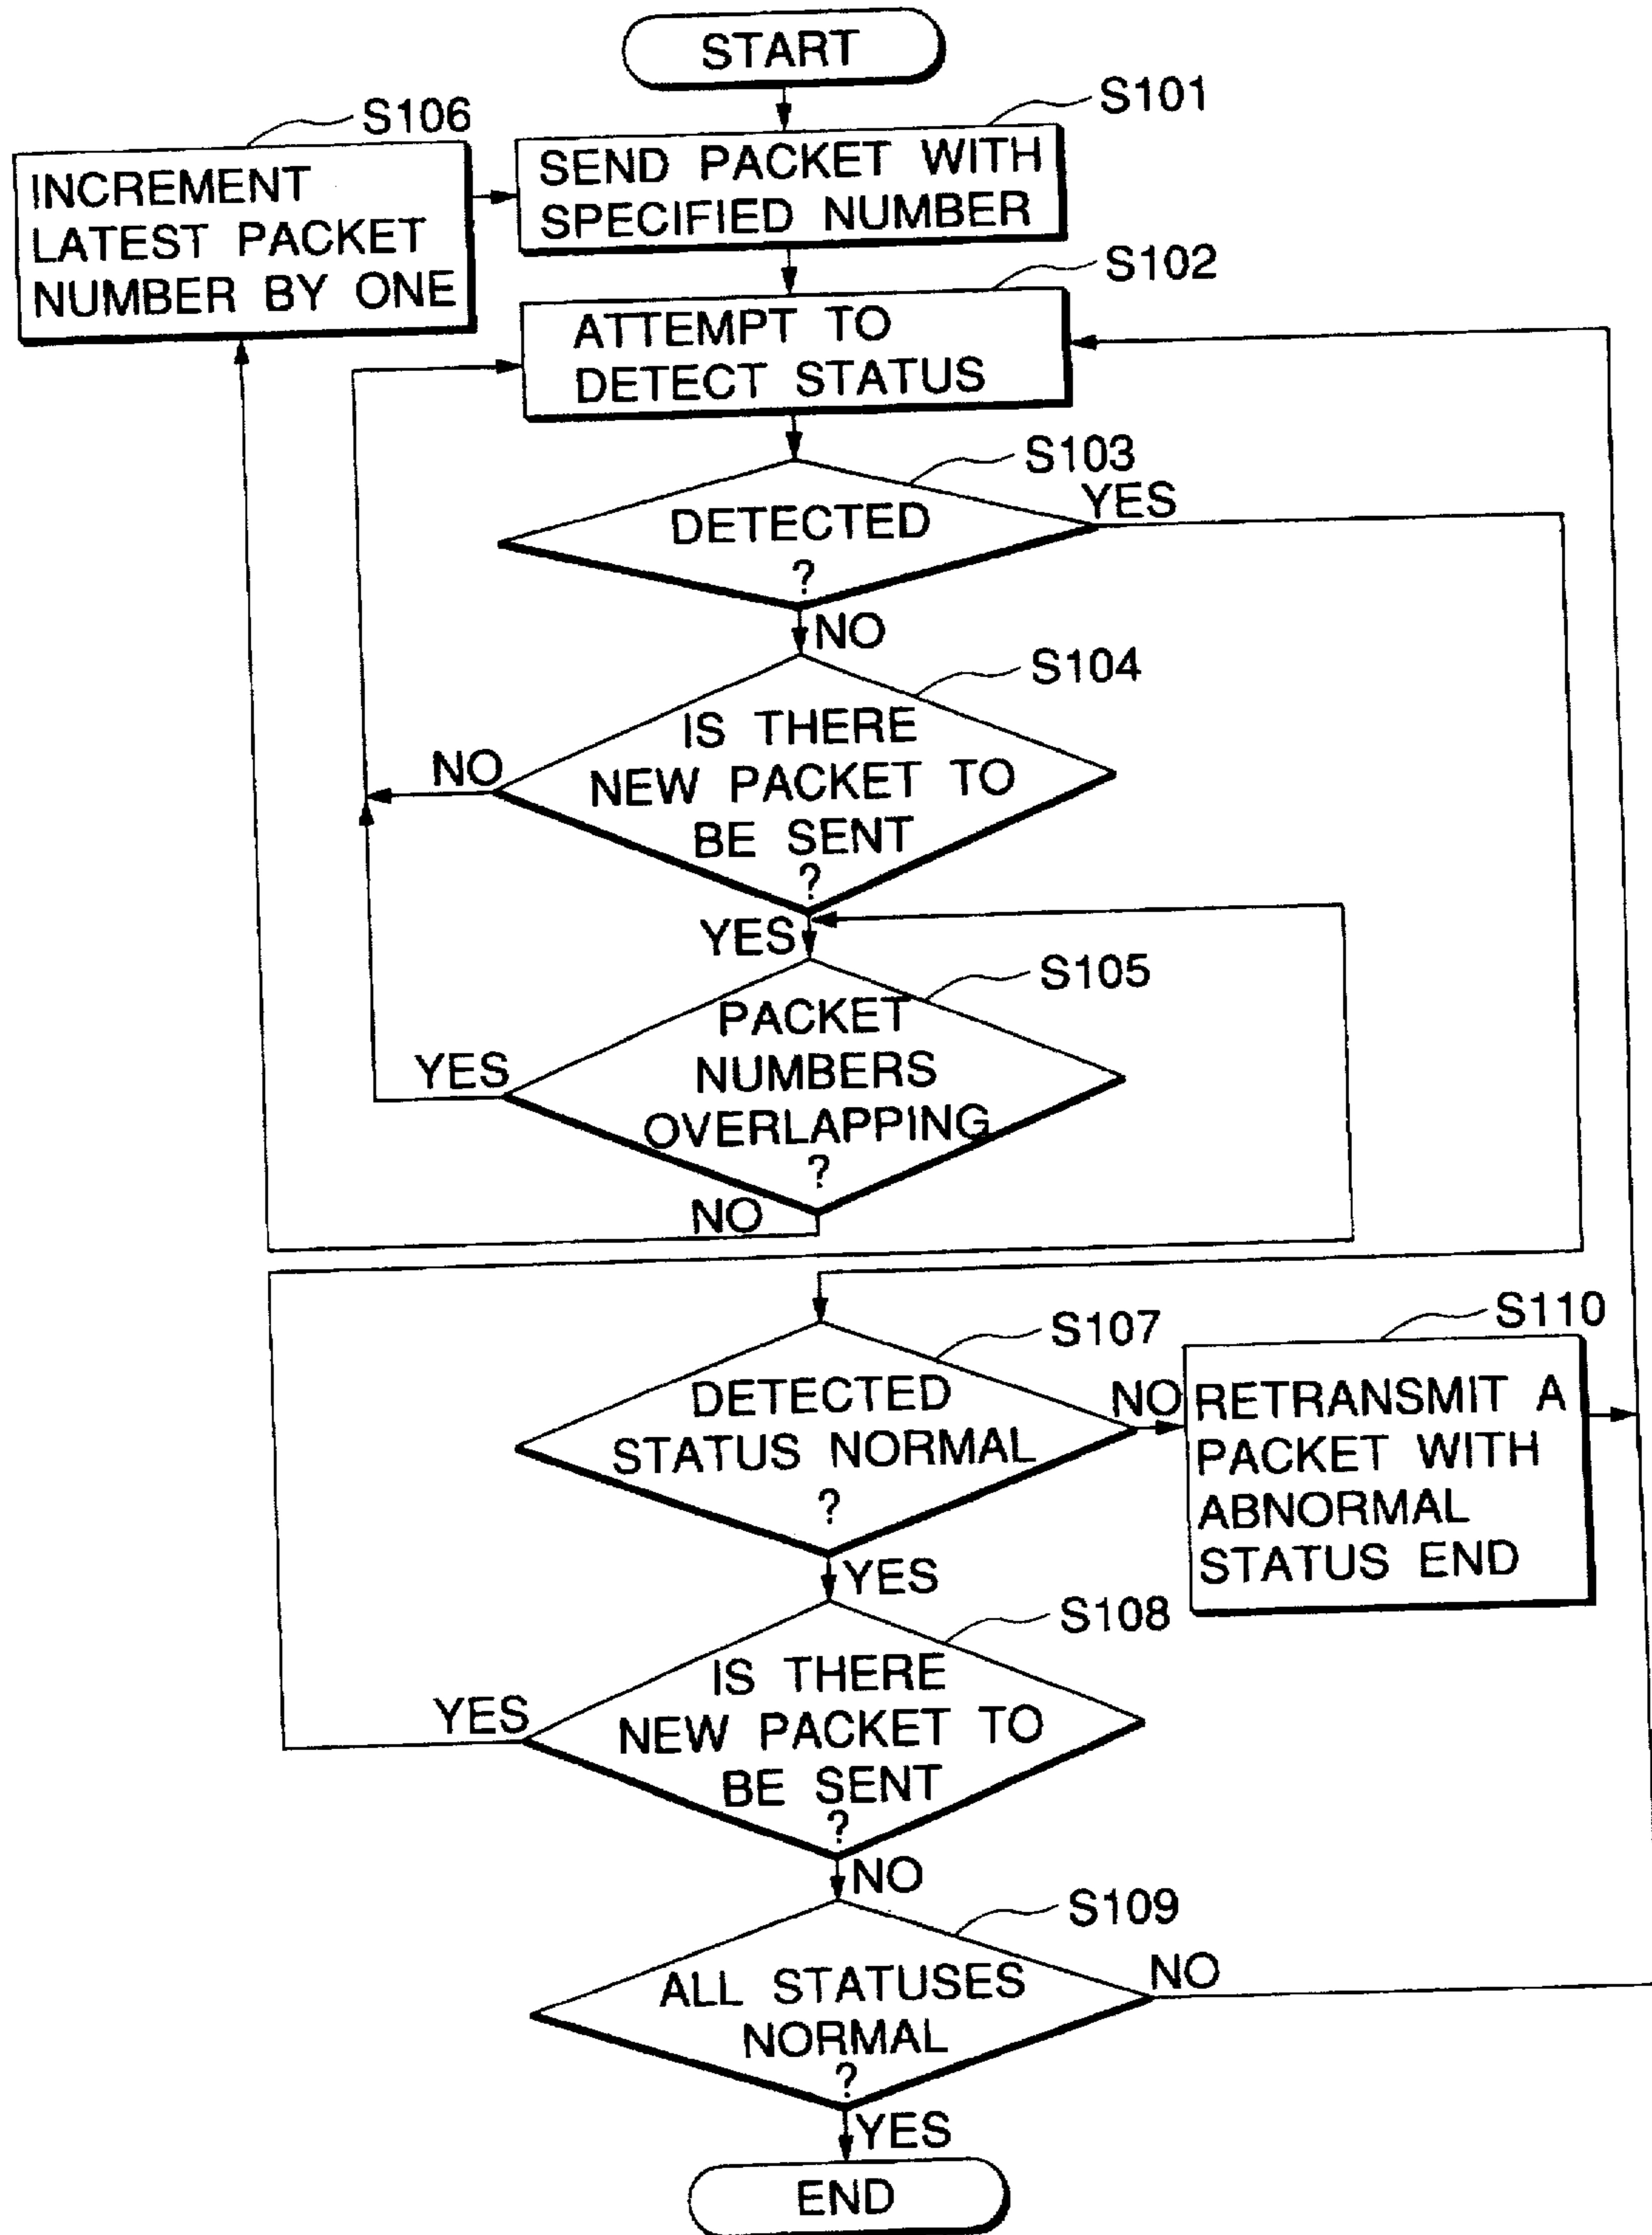 START
S101
SEND PACKET WITH
SPECIFIED NUMBER
S106
INCREMENT
LATEST PACKET
NUMBER BY ONE
S102
ATTEMPT TO
DETECT STATUS
S103
DETECTED
?
YES
NO
S104
IS THERE
NEW PACKET TO
BE SENT
?
NO
YES
S105
PACKET
NUMBERS
OVERLAPPING
?
YES
NO
S107
DETECTED
STATUS NORMAL
?
NO
S110
RETRANSMIT A
PACKET WITH
ABNORMAL
STATUS END
YES
S108
IS THERE
NEW PACKET TO
BE SENT
?
YES
NO
S109
ALL STATUSES
NORMAL
?
NO
YES
END